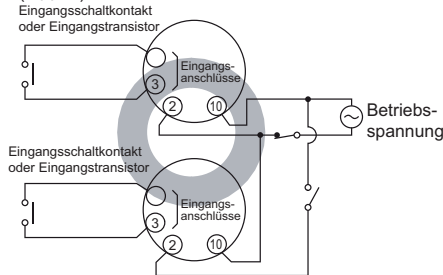 Eingangsschaltkontakt
oder Eingangstransistor
Eingangs-
anschlüsse
3
2
10
Betriebs-
spannung
Eingangsschaltkontakt
oder Eingangstransistor
Eingangs-
anschlüsse
3
2
10